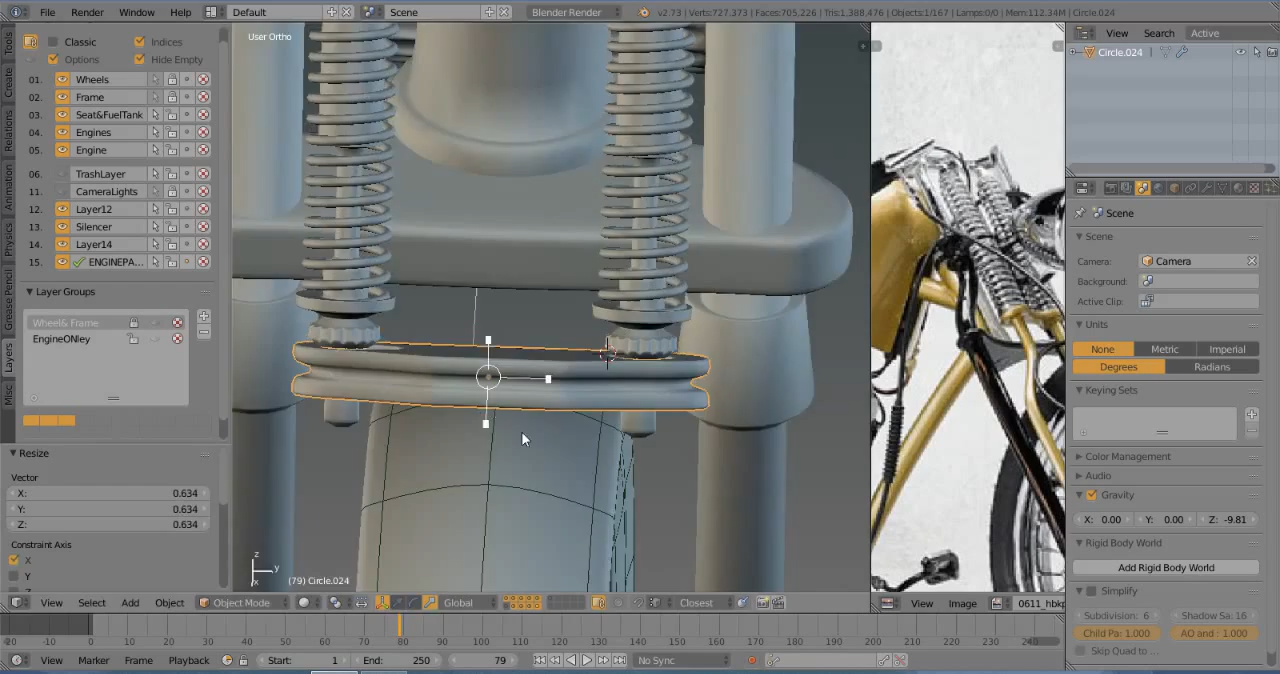 File Render Window Help Default Scene Blender Render v2.73 | Verts:727,373 | Faces:705,226 | Tris:1,388,476 | Objects:1/167 | Lamps:0/0 | Mem:112.34M | Circle.024
Tools
Create
Relations
Animation
Physics
Grease Pencil
Layers
Misc
Classic Indices
Options Hide Empty
01. Wheels
02. Frame
03. Seat&FuelTank
04. Engines
05. Engine
06. TrashLayer
11. CameraLights
12. Layer12
13. Silencer
14. Layer14
15. ENGINEPA...
Layer Groups
Wheel& Frame
EngineONley
Resize
Vector
X: 0.634
Y: 0.634
Z: 0.634
Constraint Axis
X
Y
User Ortho
z
y
x
(79) Circle.024
View Select Add Object Object Mode Global Closest
View Image 0611_hbkp
-10 0 10 20 30 40 50 60 70 80 90 100 110 120 130 140 150 160 170 180 190 200 210 220 230 240
View Marker Frame Playback Start: 1 End: 250 79 No Sync
View Search Active
Circle.024
Scene
Scene
Camera: Camera
Background:
Active Clip:
Units
None Metric Imperial
Degrees Radians
Keying Sets
Color Management
Audio
Gravity
X: 0.00 Y: 0.00 Z: -9.81
Rigid Body World
Add Rigid Body World
Simplify
Subdivision: 6 Shadow Sa: 16
Child Pa: 1.000 AO and : 1.000
Skip Quad to ...